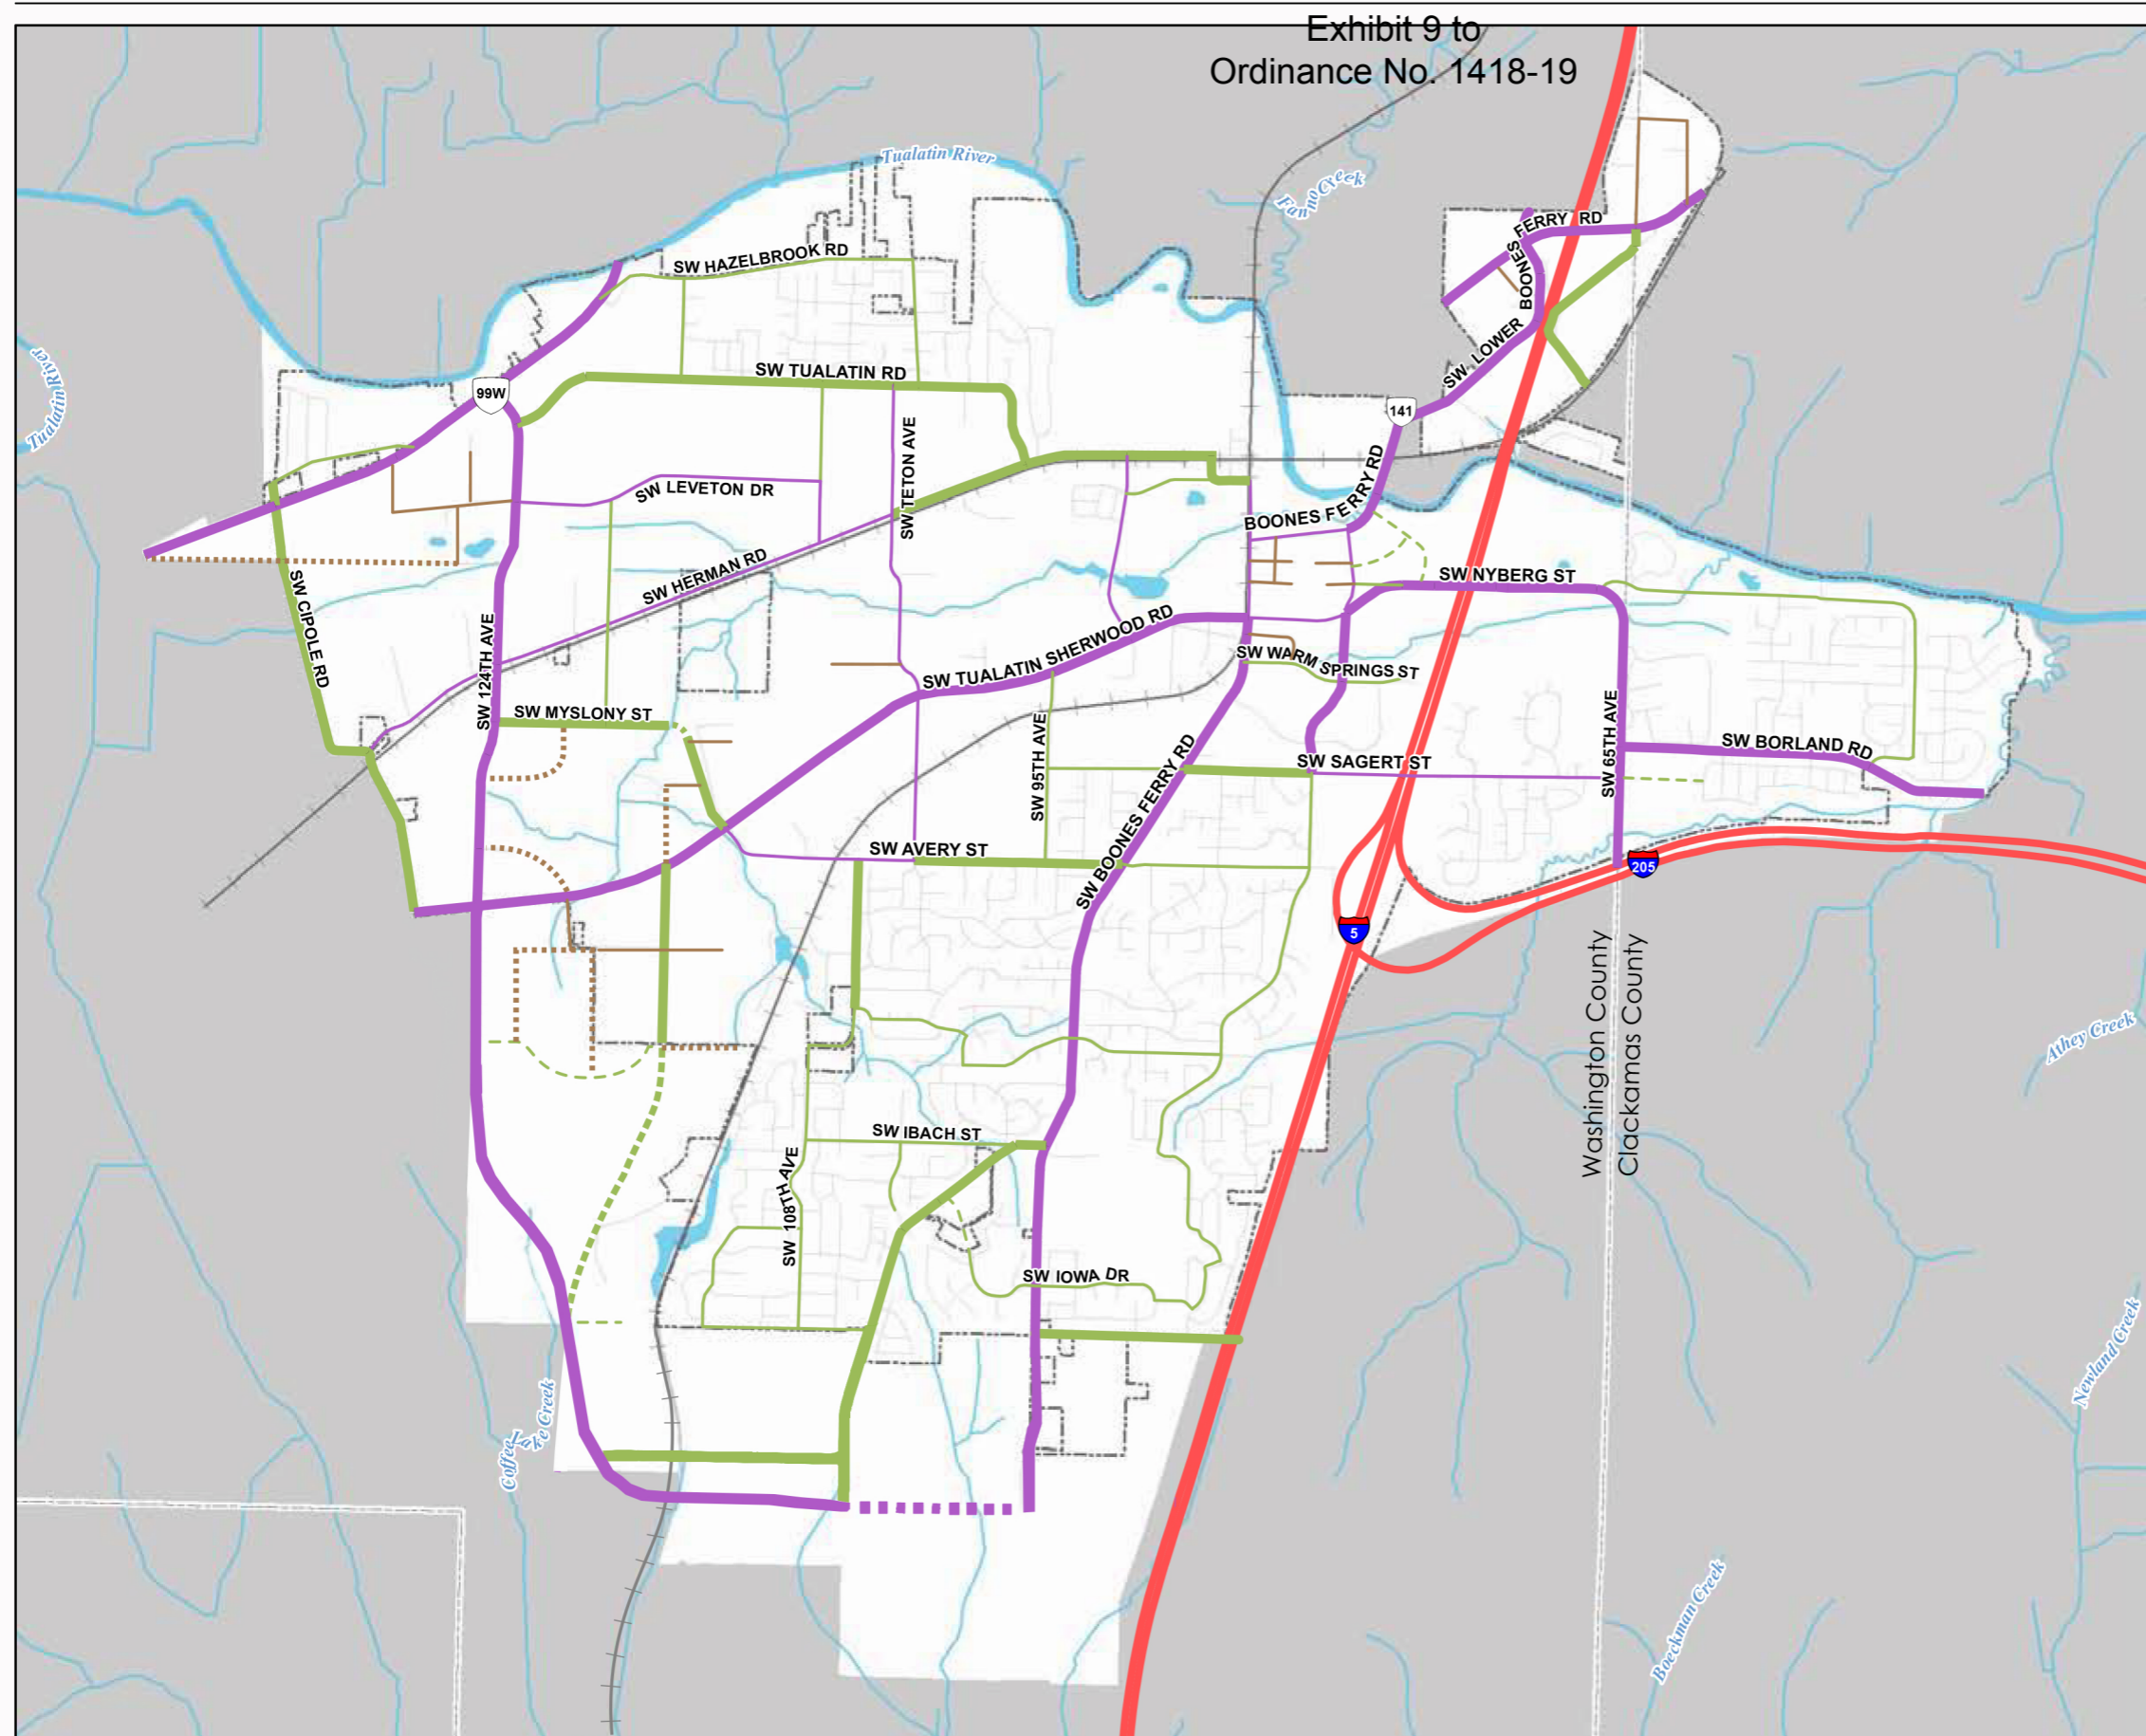 Exhibit 9 to
Ordinance No. 1418-19
Tualatin River
Fanno Creek
BOONES FERRY RD
SW HAZELBROOK RD
SW LOWER
Tualatin River
SW TUALATIN RD
99W
141
SW TETON AVE
SW LEVETON DR
BOONES FERRY RD
SW HERMAN RD
SW NYBERG ST
SW CIPOLE RD
SW 124TH AVE
SW TUALATIN SHERWOOD RD
SW WARM SPRINGS ST
SW MYSLONY ST
SW 95TH AVE
SW BOONES FERRY RD
SW SAGERT ST
SW 65TH AVE
SW BORLAND RD
SW AVERY ST
205
5
Washington County
Clackamas County
Athey Creek
SW IBACH ST
SW 108TH AVE
SW IOWA DR
Newland Creek
Coffee Lake Creek
Boeckman Creek